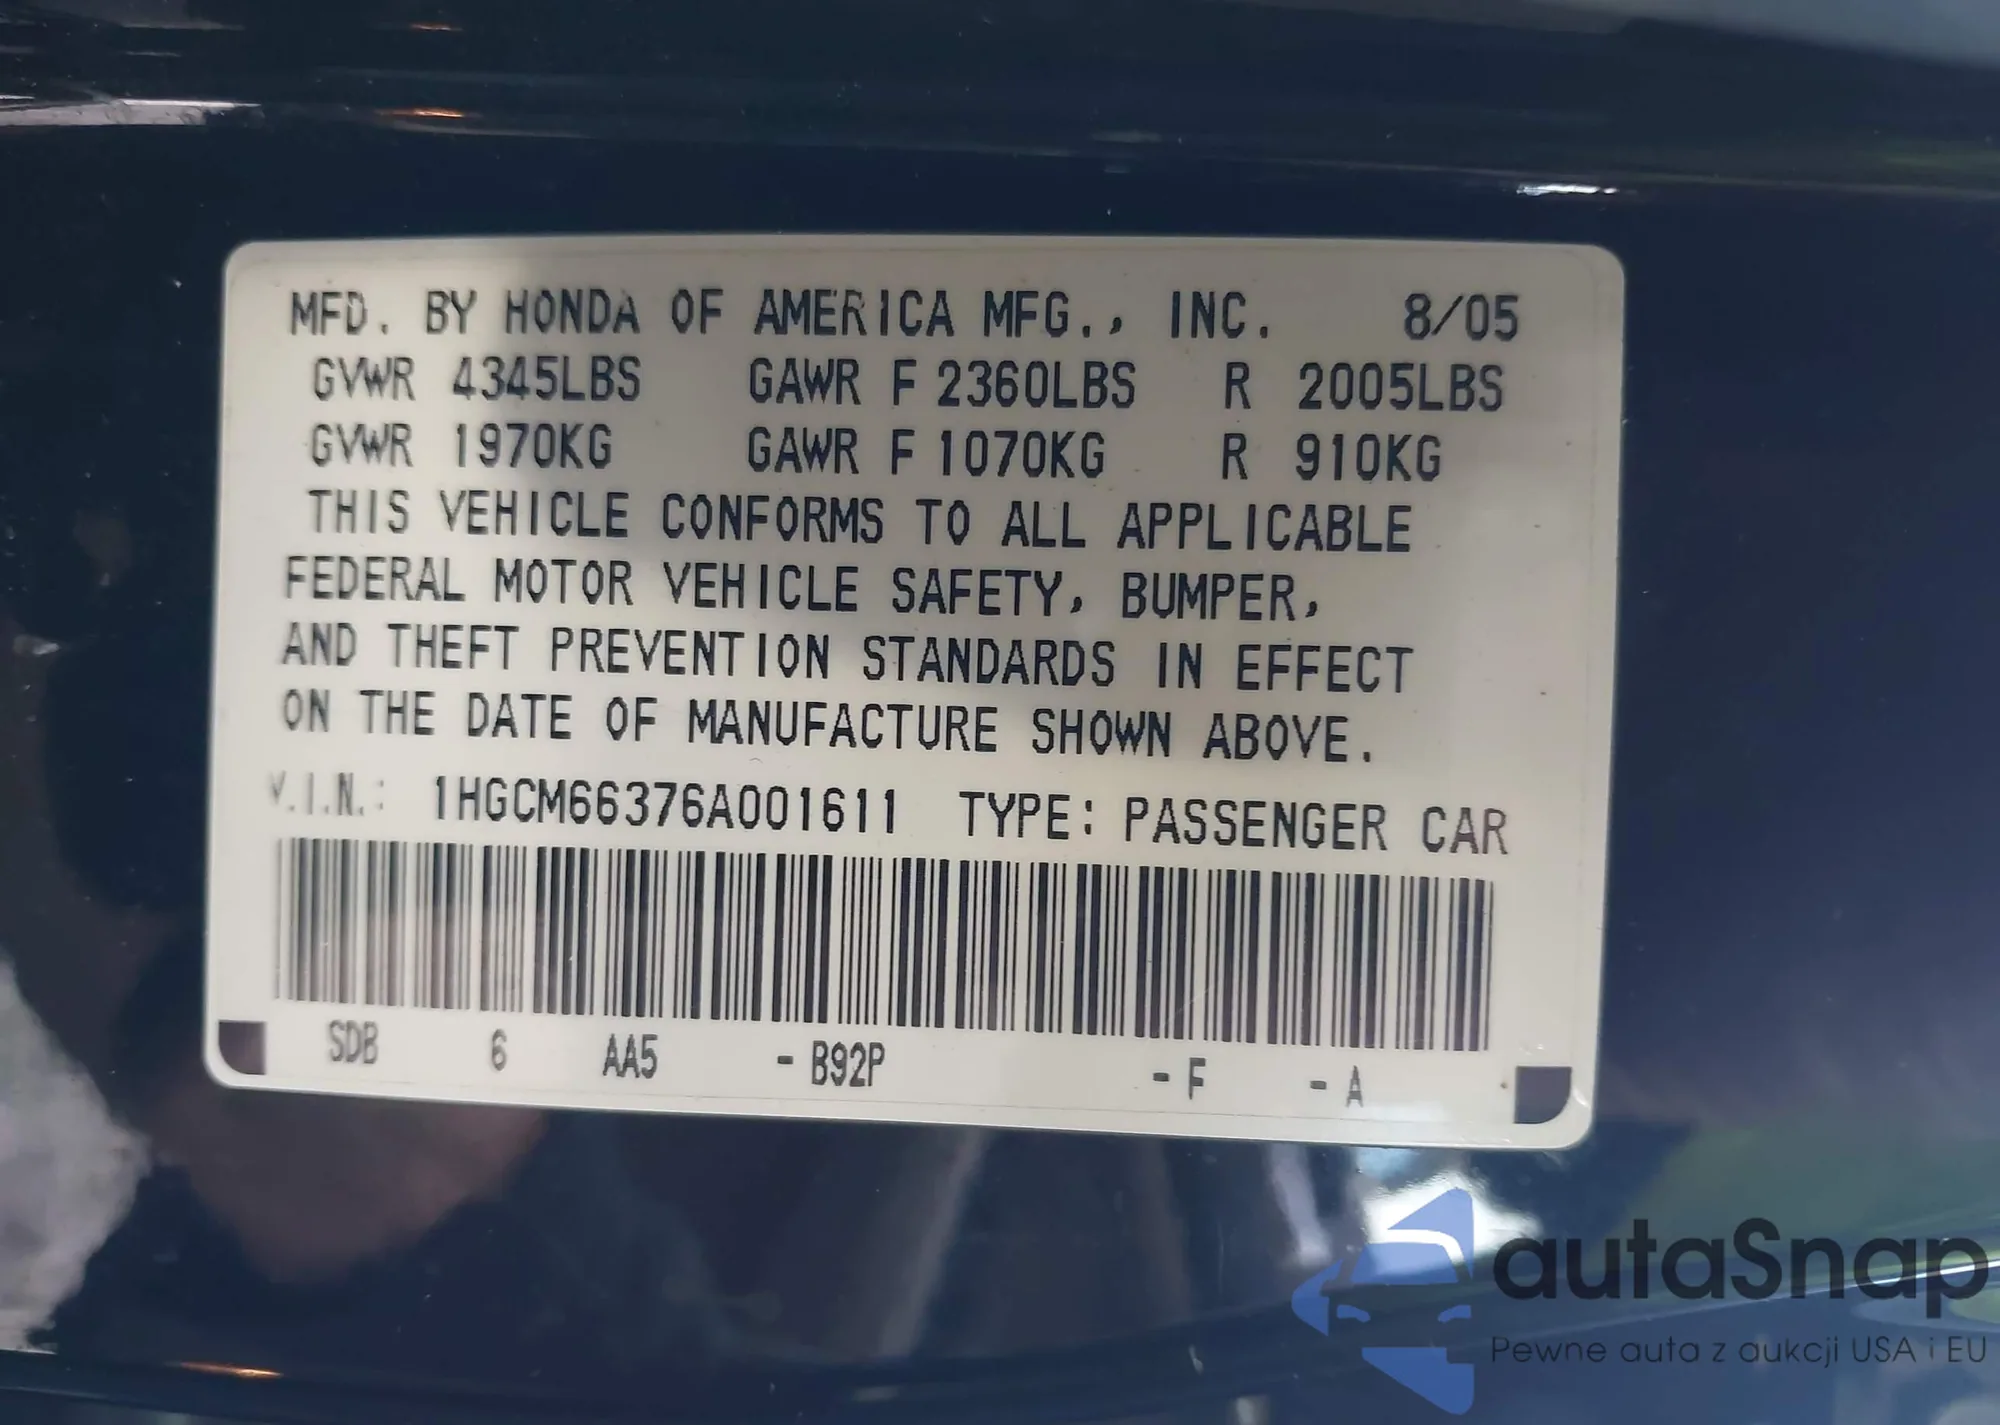 MFD. BY HONDA OF AMERICA MFG., INC. 8/05
GVWR 4345LBS GAWR F 2360LBS R 2005LBS
GVWR 1970KG GAWR F 1070KG R 910KG
THIS VEHICLE CONFORMS TO ALL APPLICABLE
FEDERAL MOTOR VEHICLE SAFETY, BUMPER,
AND THEFT PREVENTION STANDARDS IN EFFECT
ON THE DATE OF MANUFACTURE SHOWN ABOVE.
V.I.N.: 1HGCM66376A001611 TYPE: PASSENGER CAR
SDB 6 AA5 - B92P - F - A
autaSnap
Pewne auta z aukcji USA i EU